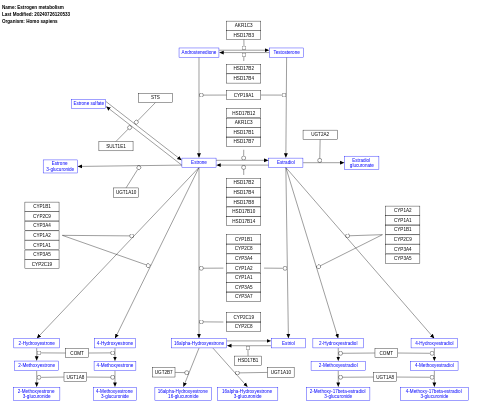 Name: Estrogen metabolism
Last Modified: 20240726120533
Organism: Homo sapiens
AKR1C3
HSD17B3
Androstenedione
Testosterone
HSD17B2
HSD17B4
CYP19A1
STS
Estrone sulfate
HSD17B12
AKR1C3
HSD17B1
HSD17B7
SULT1E1
UGT2A2
Estrone
3-glucuronide
Estrone
Estradiol
Estradiol
glucuronate
UGT1A10
HSD17B2
HSD17B4
HSD17B8
HSD17B10
HSD17B14
CYP1B1
CYP2C9
CYP3A4
CYP1A2
CYP1A1
CYP3A5
CYP2C19
CYP1A2
CYP1A1
CYP1B1
CYP2C9
CYP3A4
CYP3A5
CYP1B1
CYP2C8
CYP3A4
CYP1A2
CYP1A1
CYP3A5
CYP3A7
CYP2C19
CYP2C8
2-Hydroxyestrone
4-Hydroxyestrone
16alpha-Hydroxyestrone
Estriol
2-Hydroxyestradiol
4-Hydroxyestradiol
COMT
HSD17B1
COMT
2-Methoxyestrone
4-Methoxyestrone
UGT2B7
UGT1A10
2-Methoxyestradiol
4-Methoxyestradiol
UGT1A8
UGT1A8
2-Methoxyestrone
3-glucuronide
4-Methoxyestrone
3-glucuronide
16alpha-Hydroxyestrone
16-glucuronide
16alpha-Hydroxyestrone
3-glucuronide
2-Methoxy-17beta-estradiol
3-glucuronide
4-Methoxy-17beta-estradiol
3-glucuronide